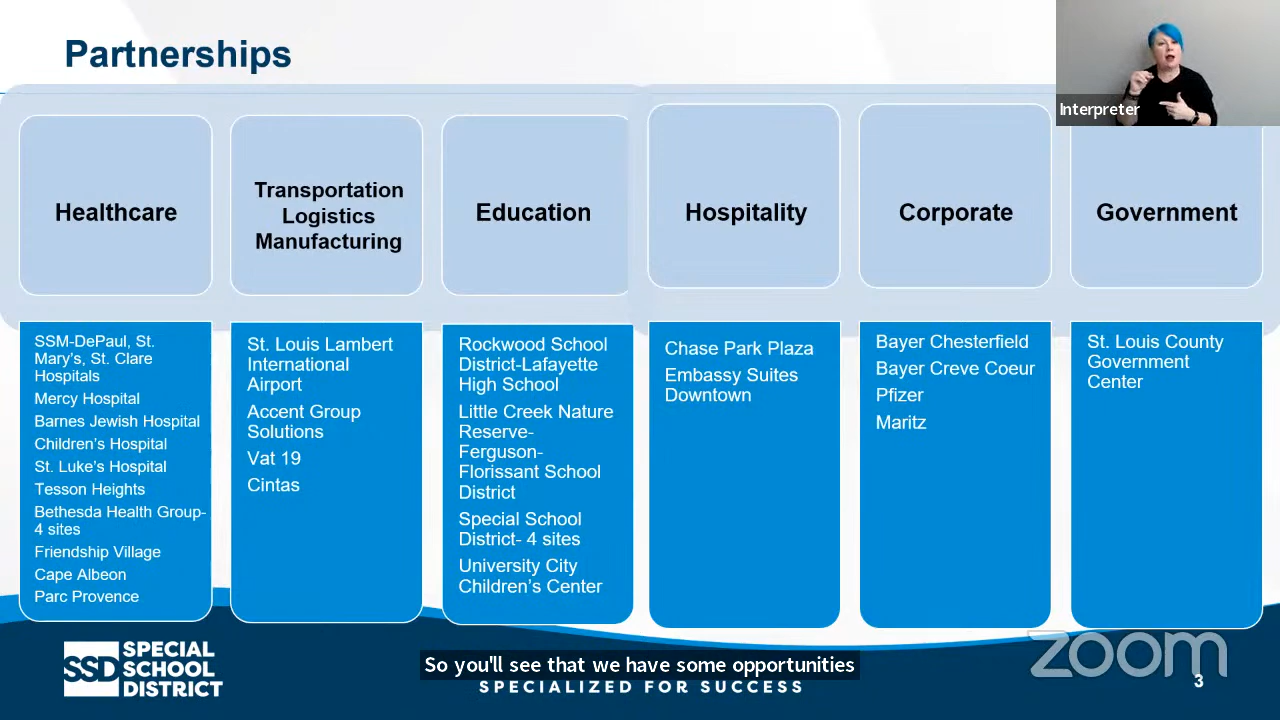 Partnerships
Interpreter
Healthcare
SSM-DePaul, St.
Mary's, St. Clare
Hospitals
Mercy Hospital
Barnes Jewish Hospital
Children's Hospital
St. Luke's Hospital
Tesson Heights
Bethesda Health Group-
4 sites
Friendship Village
Cape Albeon
Parc Provence
Transportation
Logistics
Manufacturing
St. Louis Lambert
International
Airport
Accent Group
Solutions
Vat 19
Cintas
Education
Rockwood School
District-Lafayette
High School
Little Creek Nature
Reserve-
Ferguson-
Florissant School
District
Special School
District- 4 sites
University City
Children's Center
Hospitality
Chase Park Plaza
Embassy Suites
Downtown
Corporate
Bayer Chesterfield
Bayer Creve Coeur
Pfizer
Maritz
Government
St. Louis County
Government
Center
SSD
SPECIAL
SCHOOL
DISTRICT
So you'll see that we have some opportunities
SPECIALIZED FOR SUCCESS
zoom
3